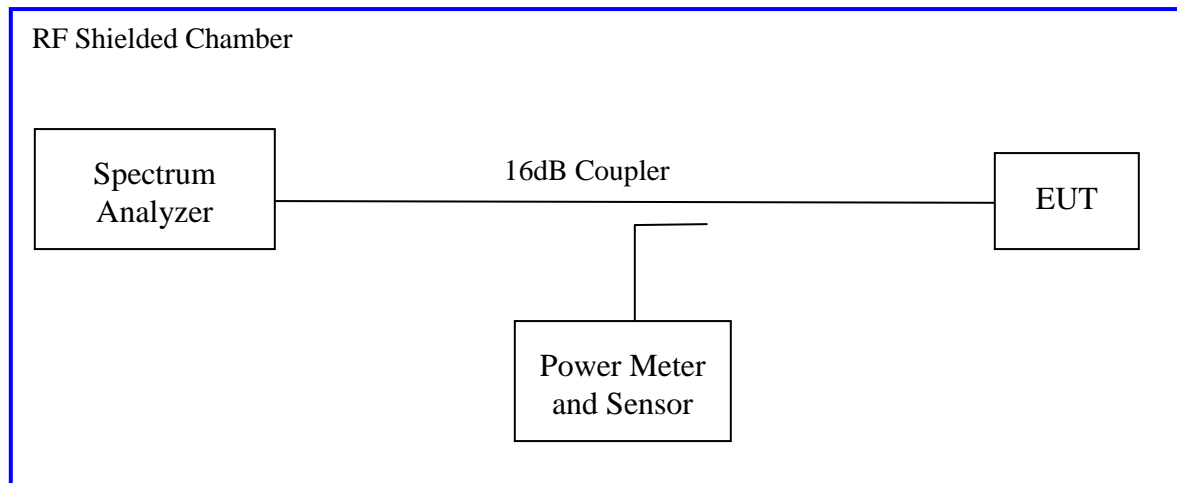 RF Shielded Chamber
Spectrum
Analyzer
16dB Coupler
EUT
Power Meter
and Sensor